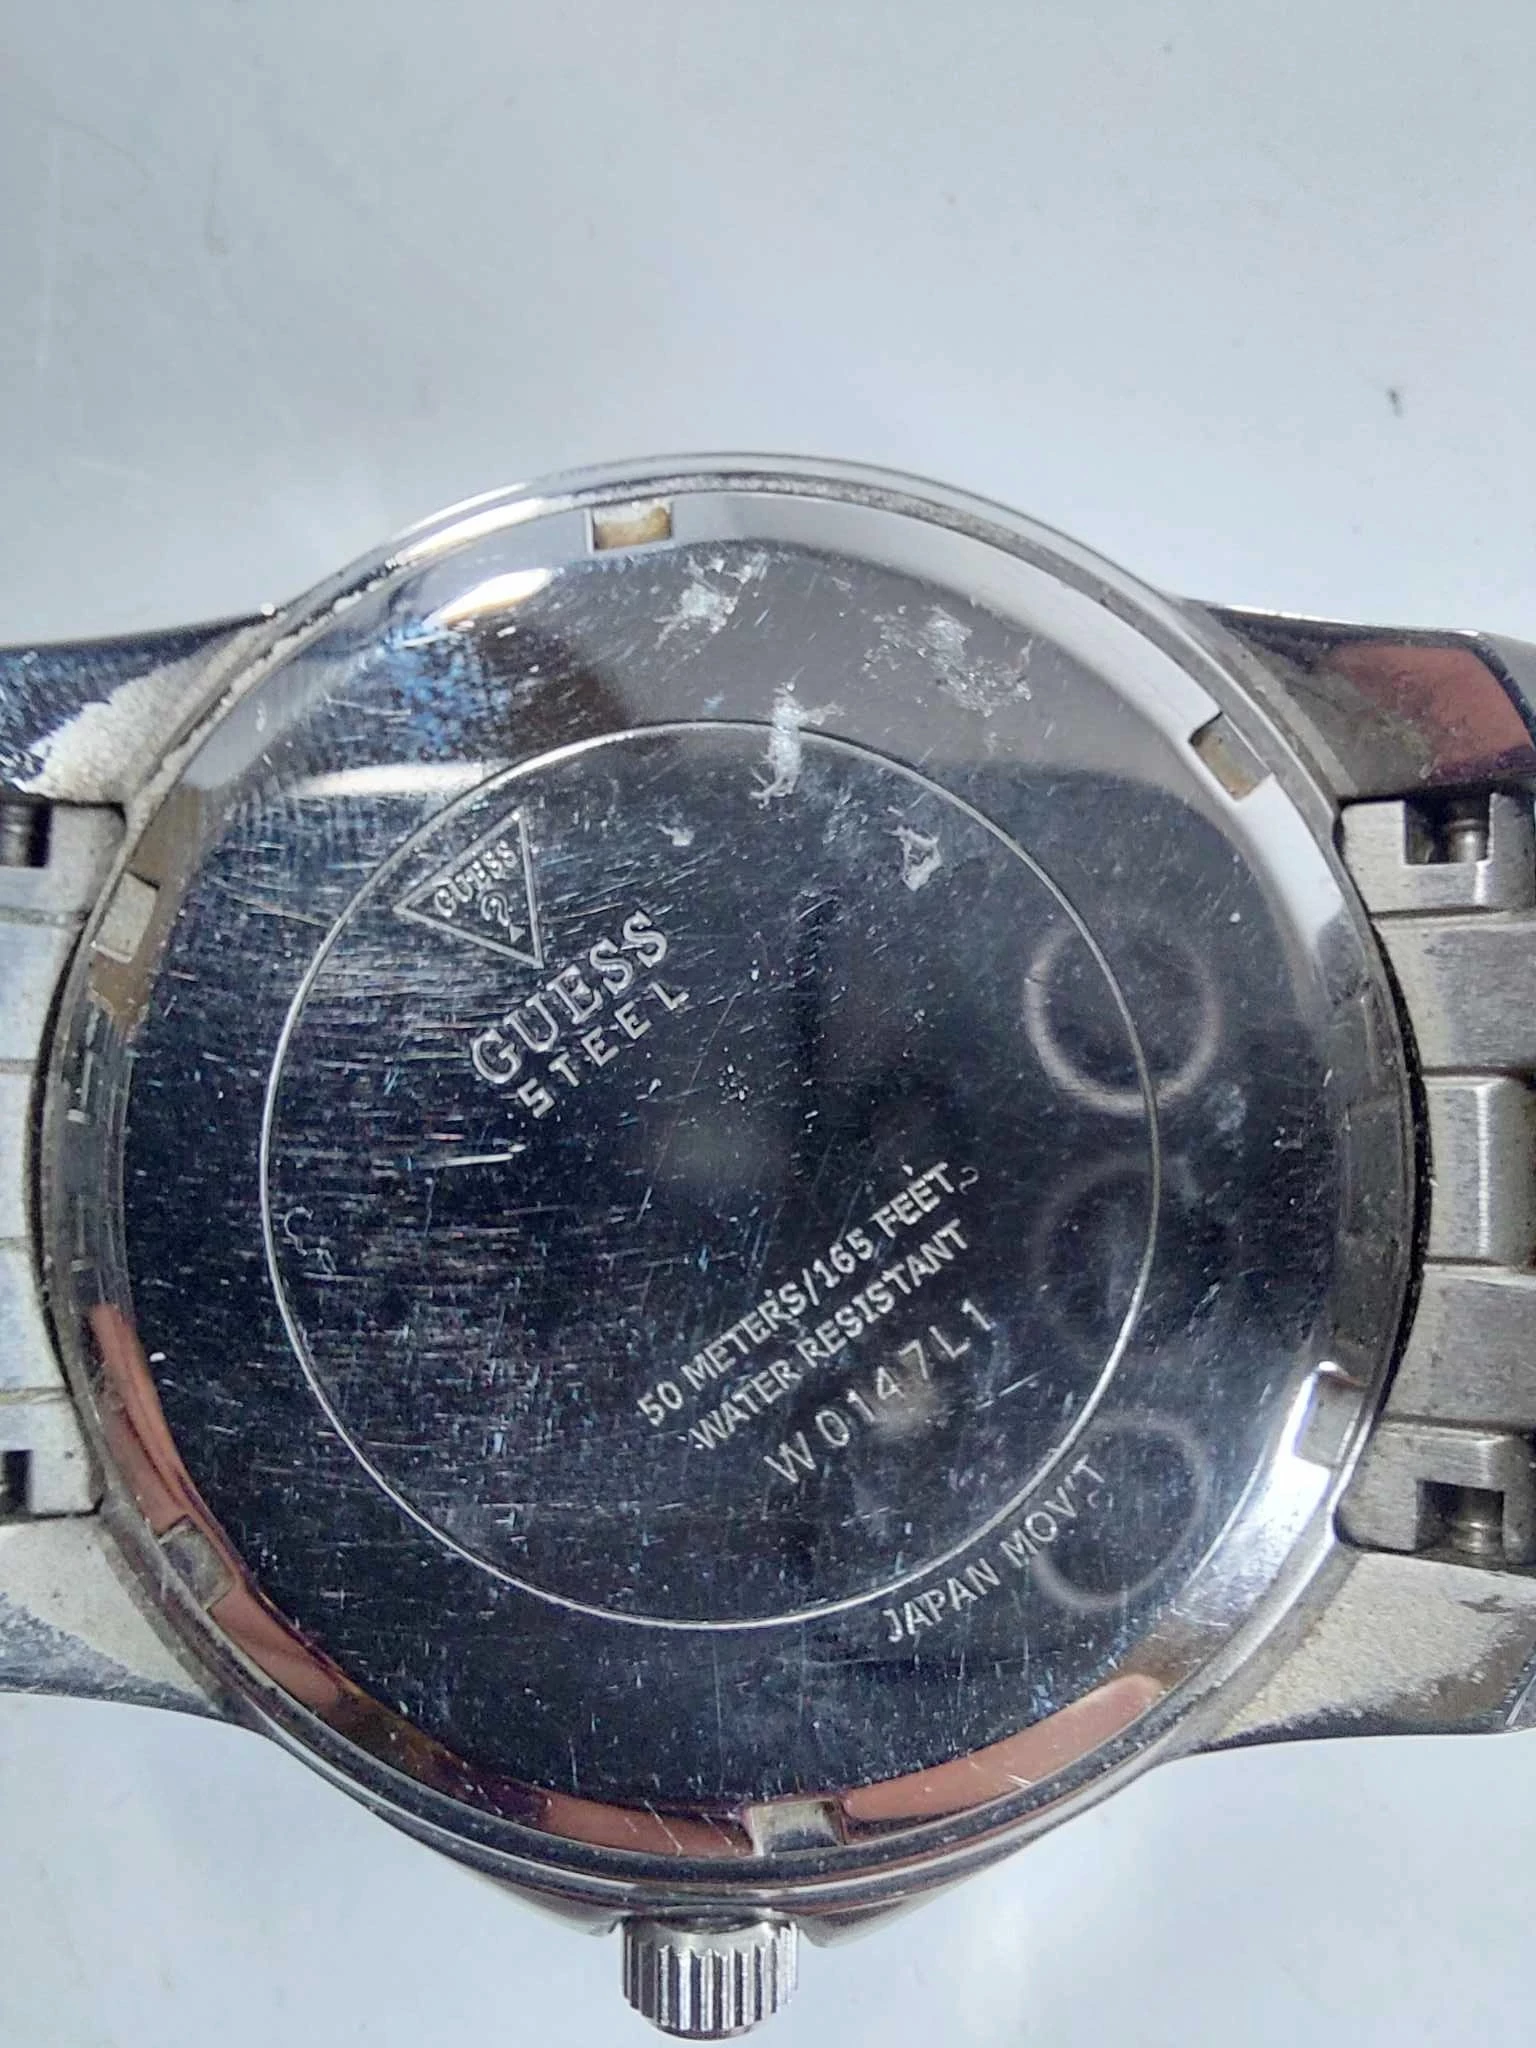 GUESS
?
GUESS
STEEL
50 METERS/165 FEET
WATER RESISTANT
W0147L1
JAPAN MOV'T